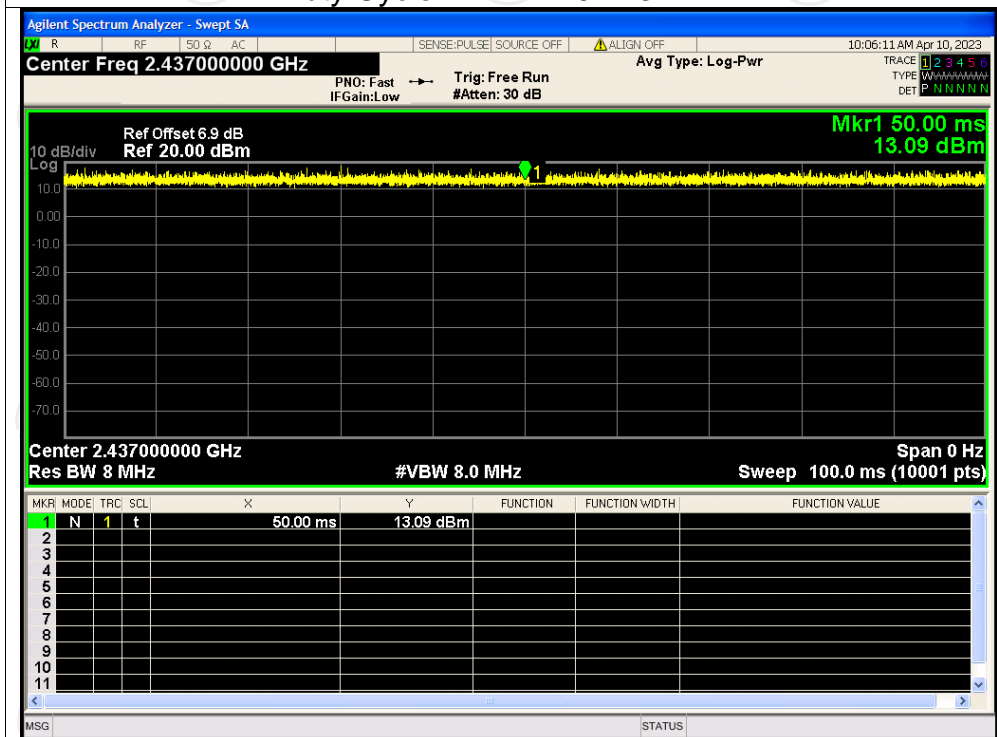 Agilent Spectrum Analyzer - Swept SA
LXI R RF 50 Ω AC SENSE:PULSE SOURCE OFF ALIGN OFF 10:06:11 AM Apr 10, 2023
Center Freq 2.437000000 GHz Avg Type: Log-Pwr TRACE 1 2 3 4 5 6
PNO: Fast Trig: Free Run TYPE WWWWWW
IFGain:Low #Atten: 30 dB DET P N N N N N
Mkr1 50.00 ms
Ref Offset 6.9 dB
10 dB/div Ref 20.00 dBm 13.09 dBm
Log
1
10.0
0.00
-10.0
-20.0
-30.0
-40.0
-50.0
-60.0
-70.0
Center 2.437000000 GHz Span 0 Hz
Res BW 8 MHz #VBW 8.0 MHz Sweep 100.0 ms (10001 pts)
MKR MODE TRC SCL X Y FUNCTION FUNCTION WIDTH FUNCTION VALUE
1 N 1 t 50.00 ms 13.09 dBm
2
3
4
5
6
7
8
9
10
11
MSG STATUS